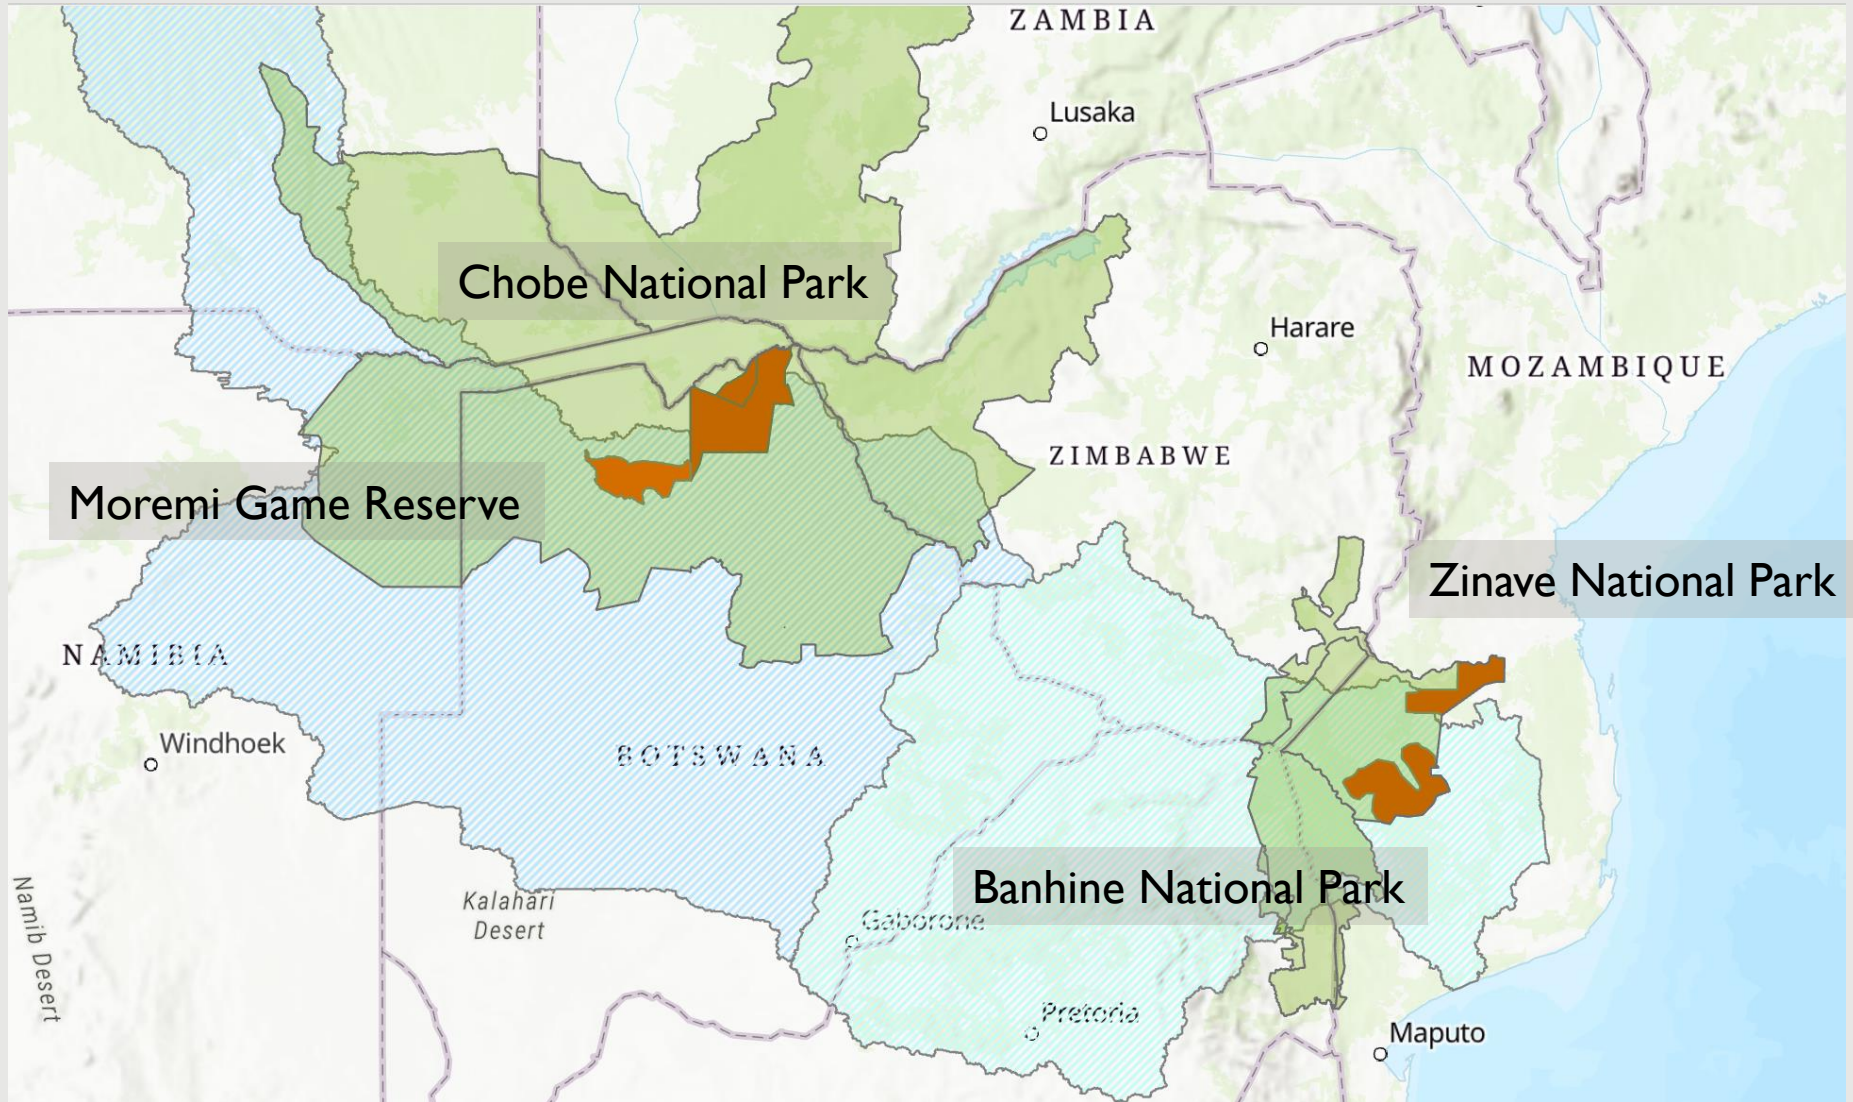 ZAMBIA
Lusaka
Chobe National Park
Harare
MOZAMBIQUE
ZIMBABWE
Moremi Game Reserve
Zinave National Park
NAMIBIA
Windhoek
BOTSWANA
Banhine National Park
Kalahari
Desert
Gaborone
Namib Desert
Pretoria
Maputo